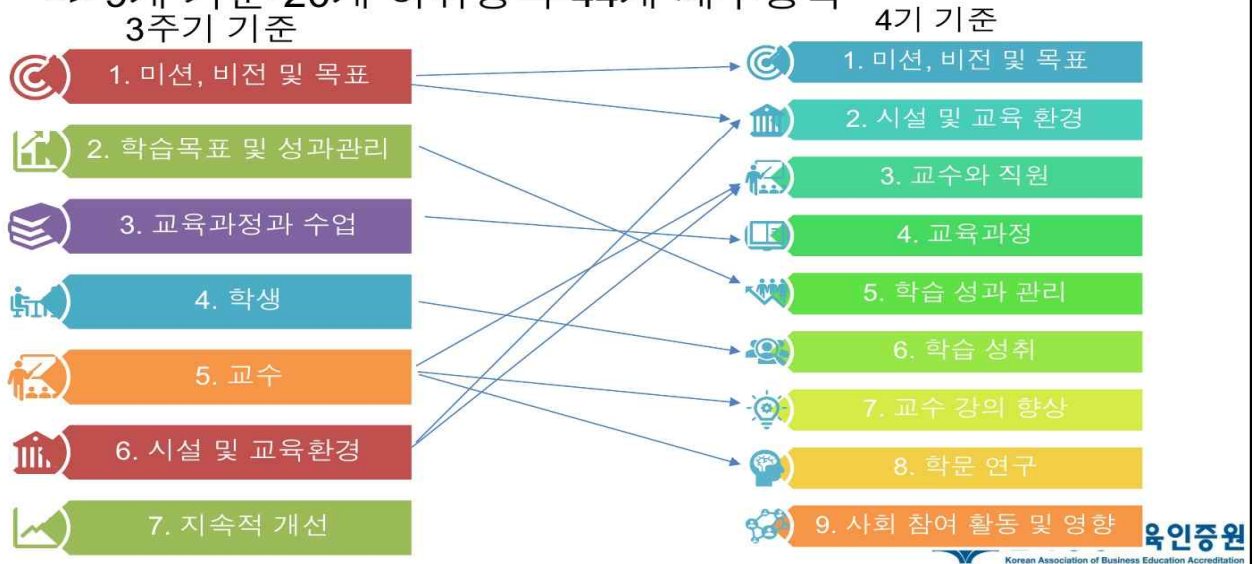 3주기 기준
4기 기준
1. 미션, 비전 및 목표
2. 학습목표 및 성과관리
3. 교육과정과 수업
4. 학생
5. 교수
6. 시설 및 교육환경
7. 지속적 개선
1. 미션, 비전 및 목표
2. 시설 및 교육 환경
3. 교수와 직원
4. 교육과정
5. 학습 성과 관리
6. 학습 성취
7. 교수 강의 향상
8. 학문 연구
9. 사회 참여 활동 및 영향
육인증원
Korean Association of Business Education Accreditation